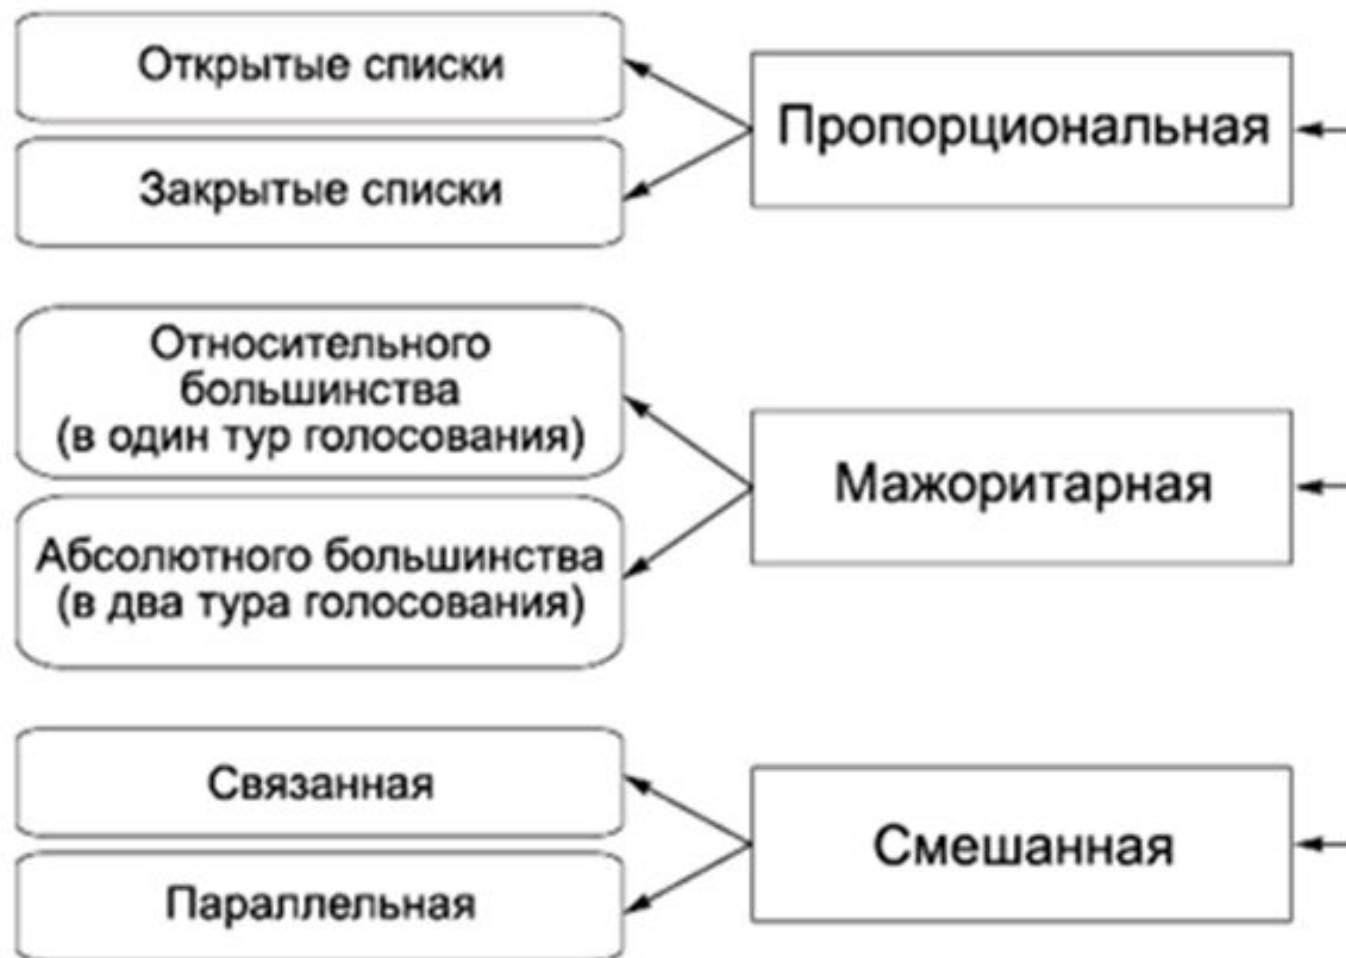 Открытые списки
Пропорциональная
Закрытые списки
Относительного
большинства
(в один тур голосования)
Мажоритарная
Абсолютного большинства
(в два тура голосования)
Связанная
Смешанная
Параллельная